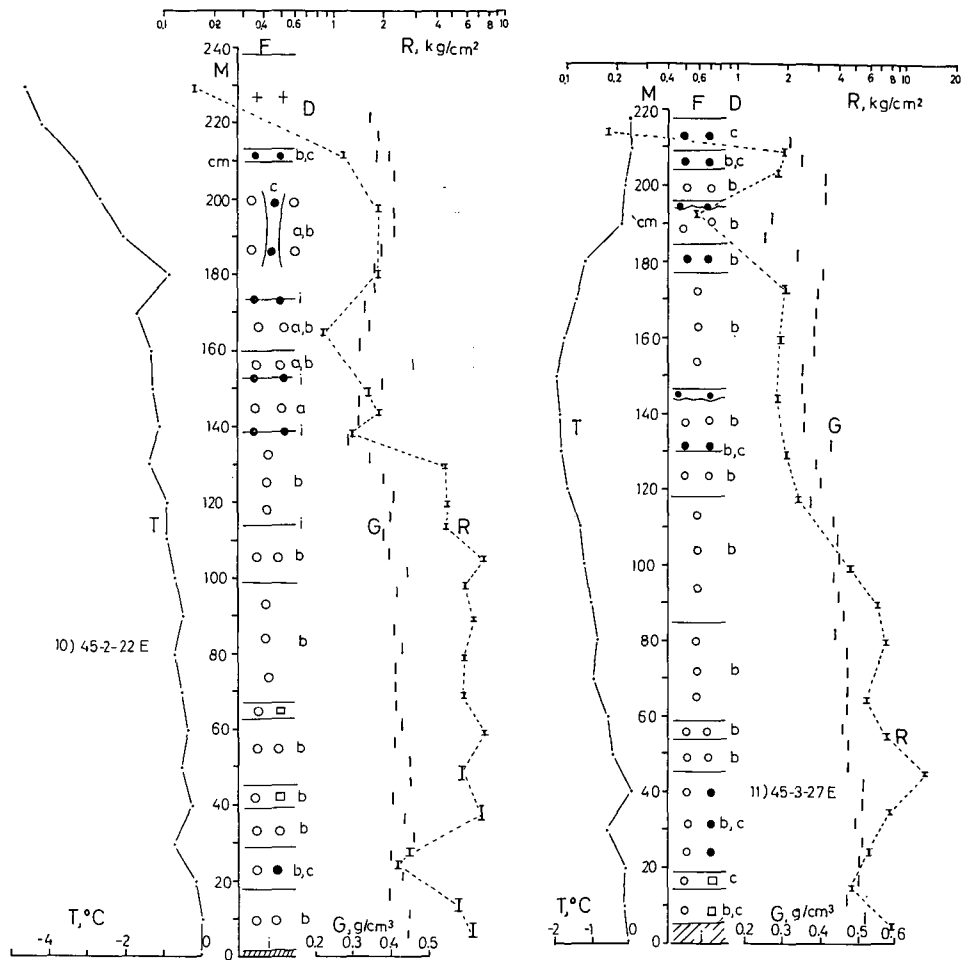 0,1 0.2 0.4 0.6 1 2 4 6 8 10
240 F R, kg/cm²
M
D
220
cm b,c
c
200
a,b
180
i
a,b
160
a,b
i
a
140
i
b
120
T i G R
b
100
10) 45-2-22 E
80 b
60
b
40 b
b
20 b,c
b
0
T, °C
-4 -2 0
G, g/cm³
0.2 0.3 0.4 0.5
R, kg/cm²
0,1 0,2 0,4 0,6 1 2 4 6 8 10 20
M F D
220
c
b,c
200 b
cm b
b
180
b
160
140 b
T G
b,c
b
120
b
100
80
b
60
b R
b
40 11) 45-3-27 E
b,c
20
c
b,c
0
T, °C
-2 0
G, g/cm³
0.2 0.3 0.4 0.5 0.6